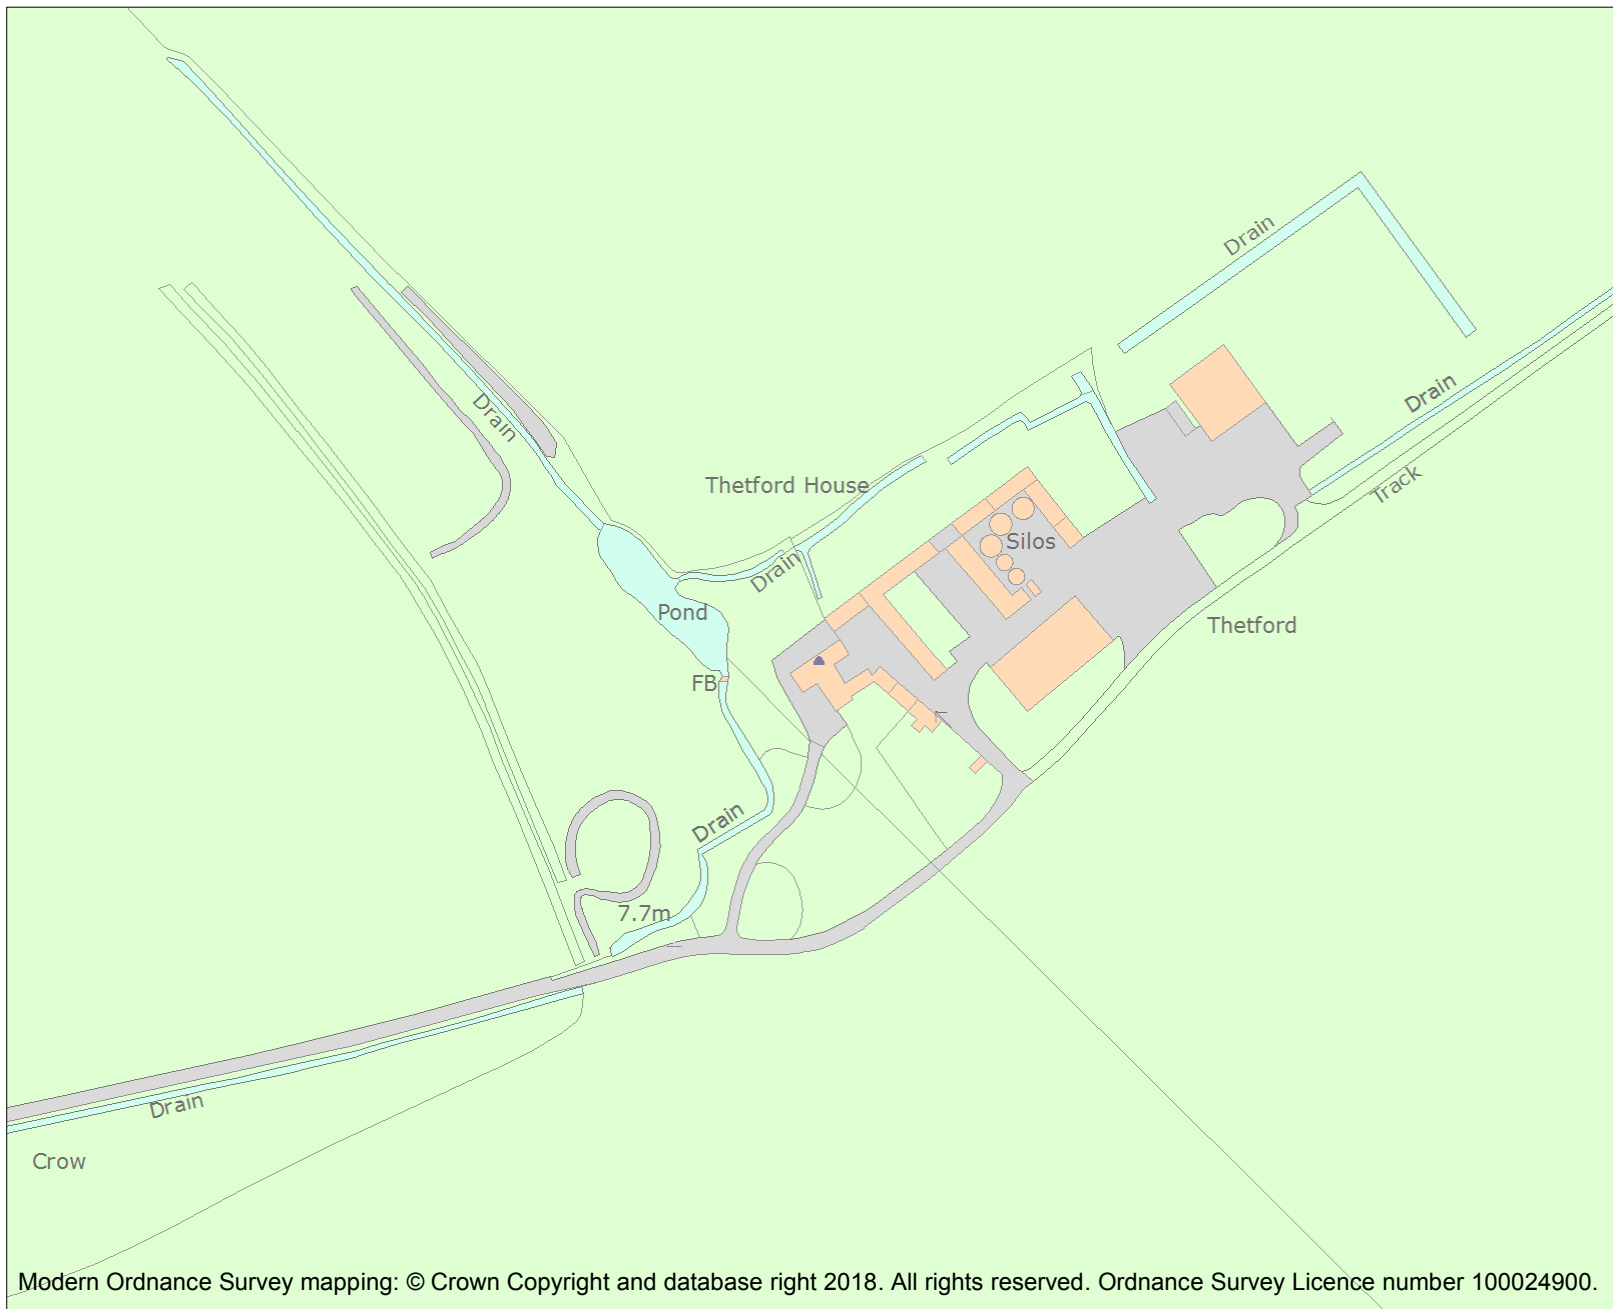 Drain
Drain
Drain
Track
Thetford House
Silos
Drain
Pond
Thetford
FB
Drain
7.7m
Drain
Crow
Modern Ordnance Survey mapping: © Crown Copyright and database right 2018. All rights reserved. Ordnance Survey Licence number 100024900.